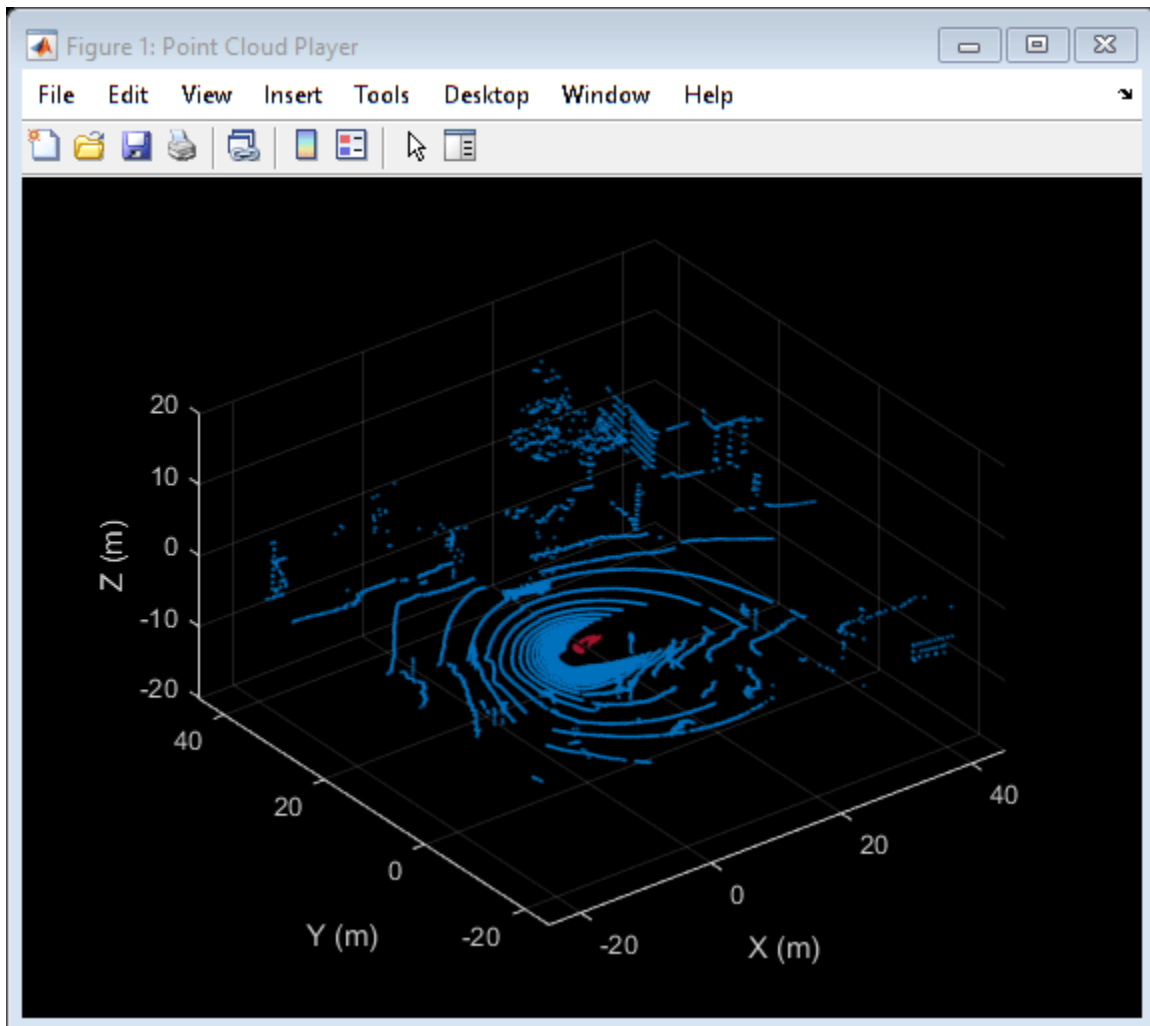 Figure 1: Point Cloud Player
File Edit View Insert Tools Desktop Window Help
20
10
0
-10
-20
Z (m)
40
20
0
-20
Y (m)
-20
0
20
40
X (m)